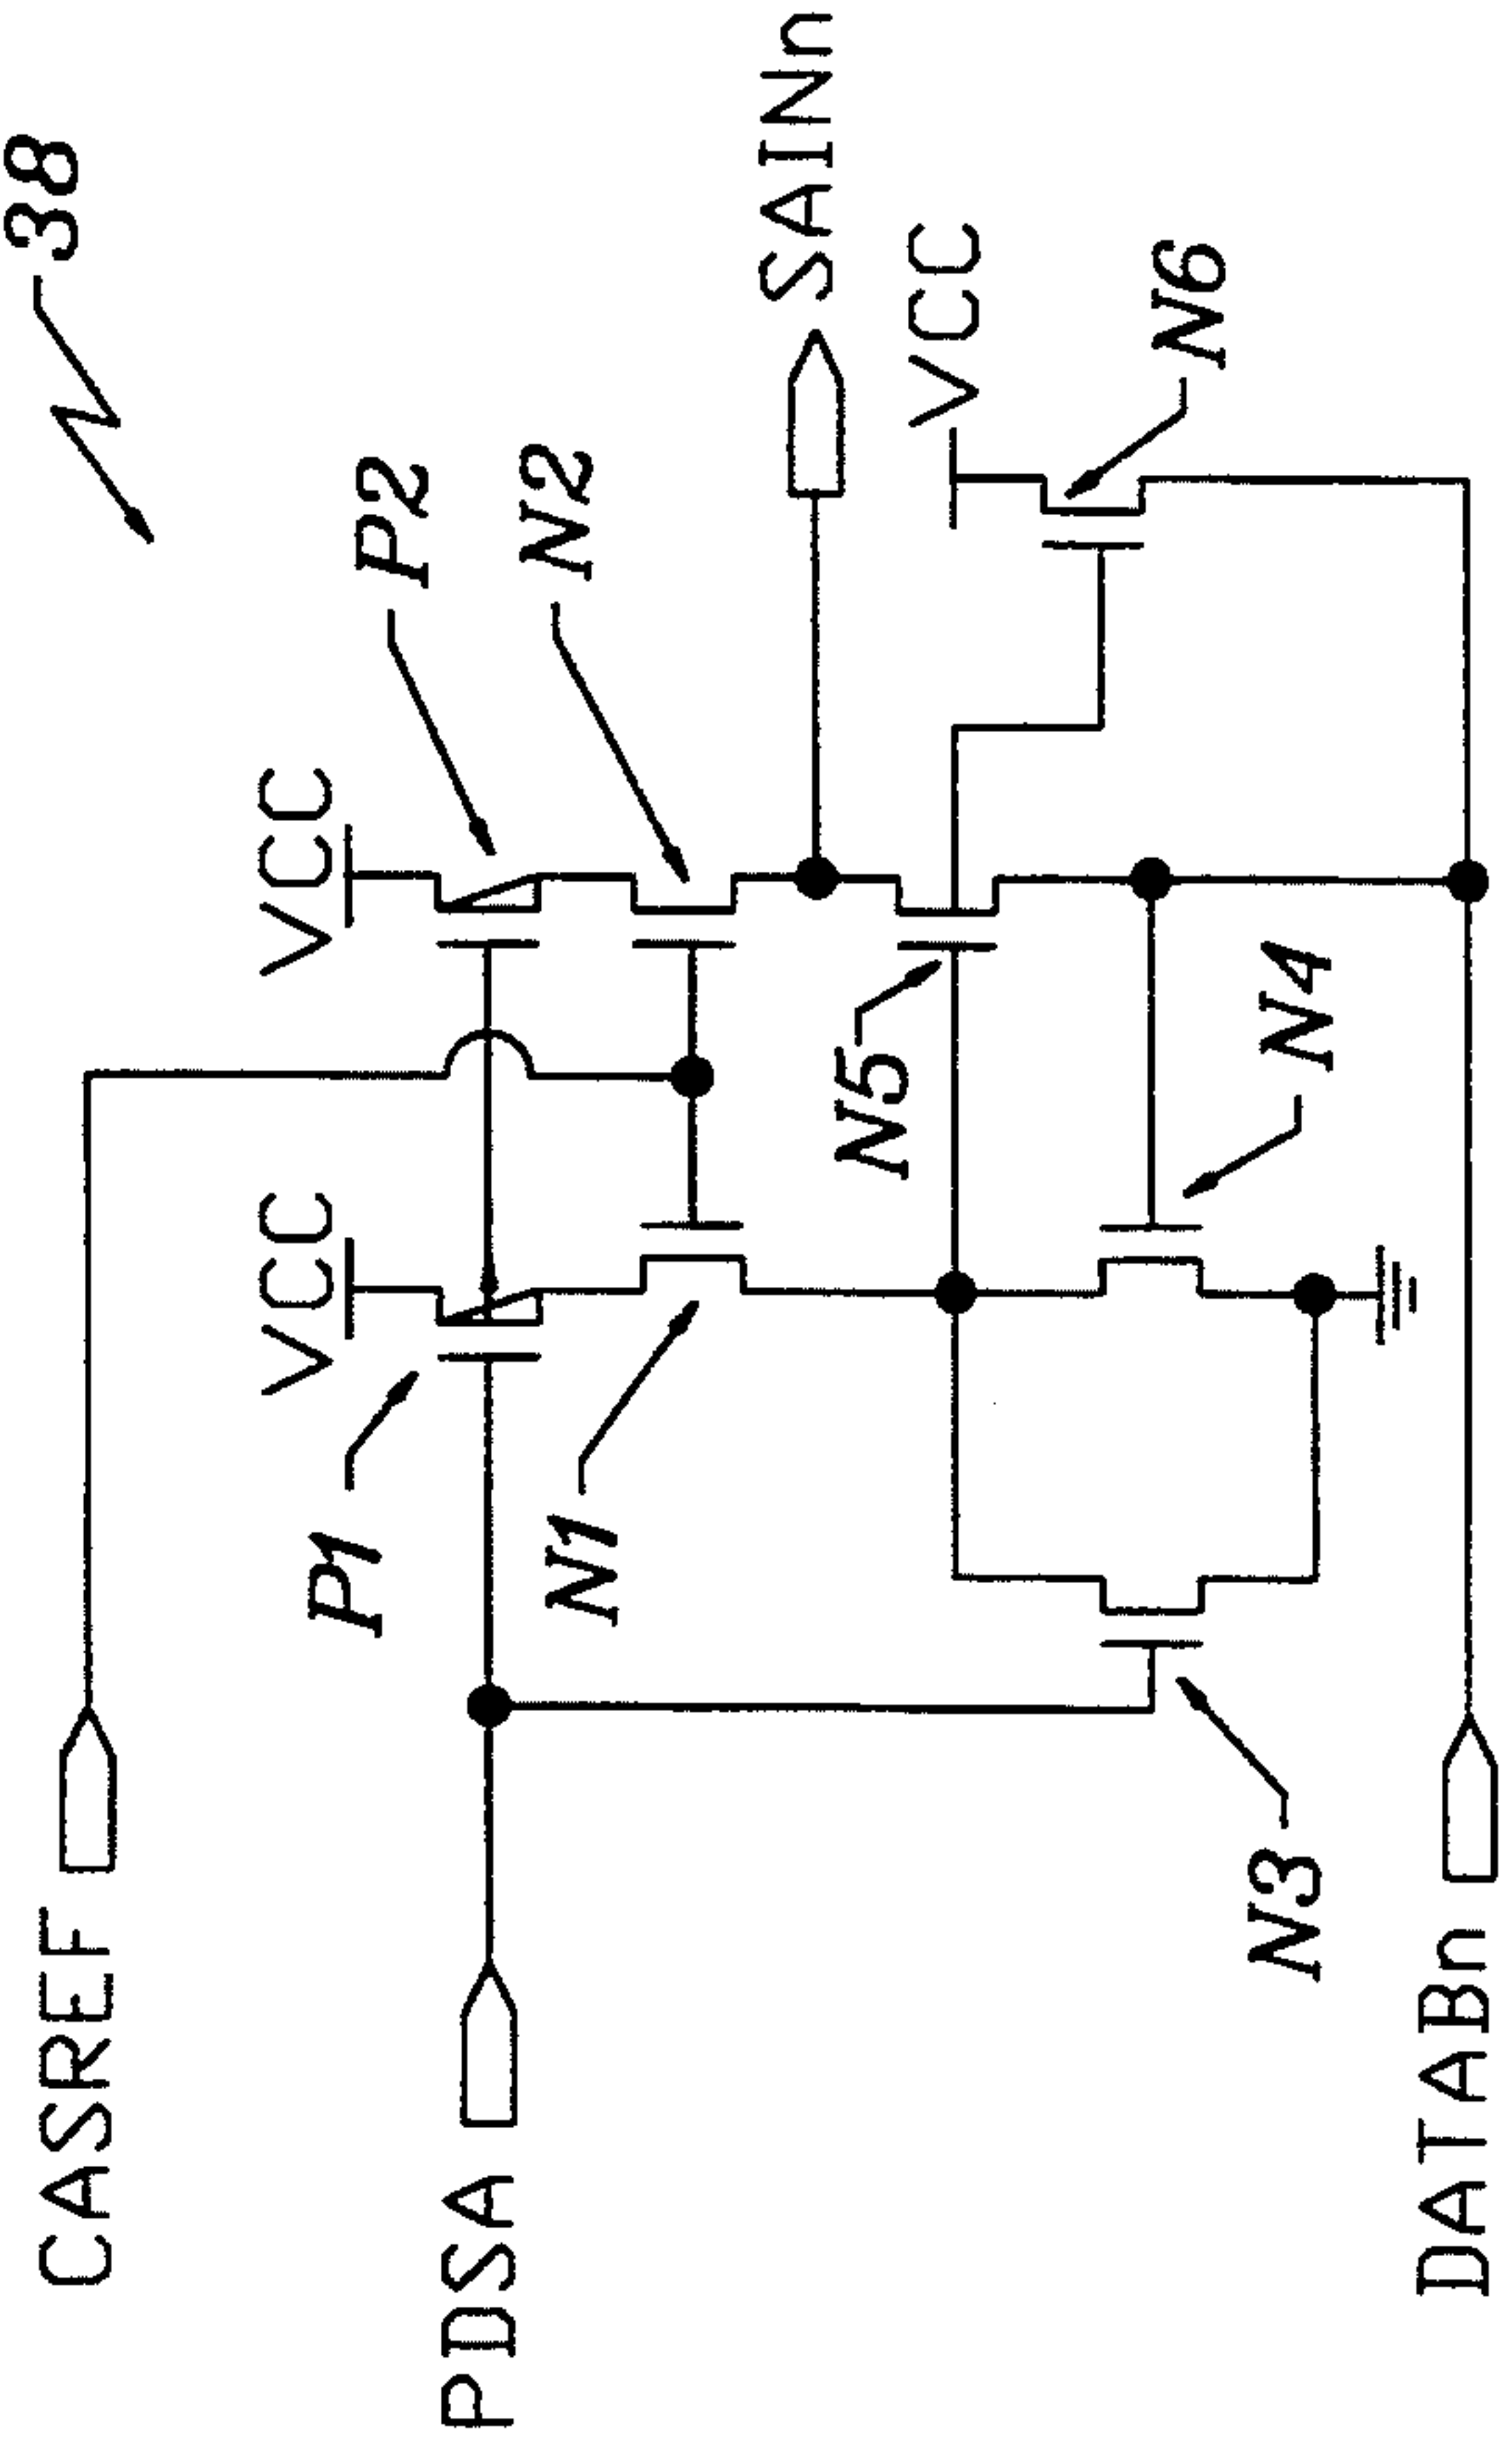 38
CASREF
VCC
VCC
P1
P2
N1
N2
PDSA
SAINn
N5
VCC
N6
N4
N3
DATABn